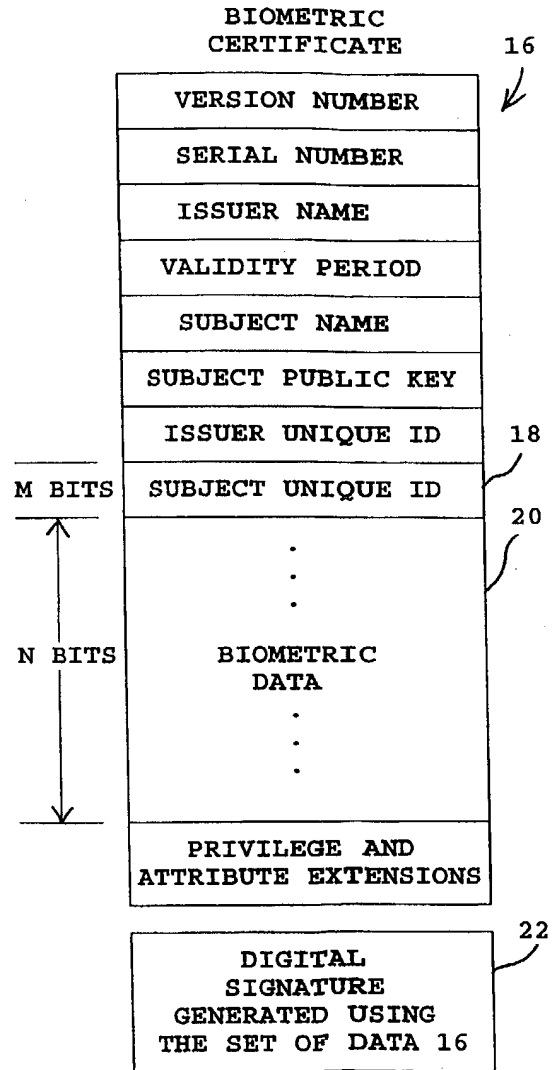 BIOMETRIC
CERTIFICATE
16
VERSION NUMBER
SERIAL NUMBER
ISSUER NAME
VALIDITY PERIOD
SUBJECT NAME
SUBJECT PUBLIC KEY
ISSUER UNIQUE ID
18
M BITS
SUBJECT UNIQUE ID
20
N BITS
BIOMETRIC
DATA
PRIVILEGE AND
ATTRIBUTE EXTENSIONS
22
DIGITAL
SIGNATURE
GENERATED USING
THE SET OF DATA 16